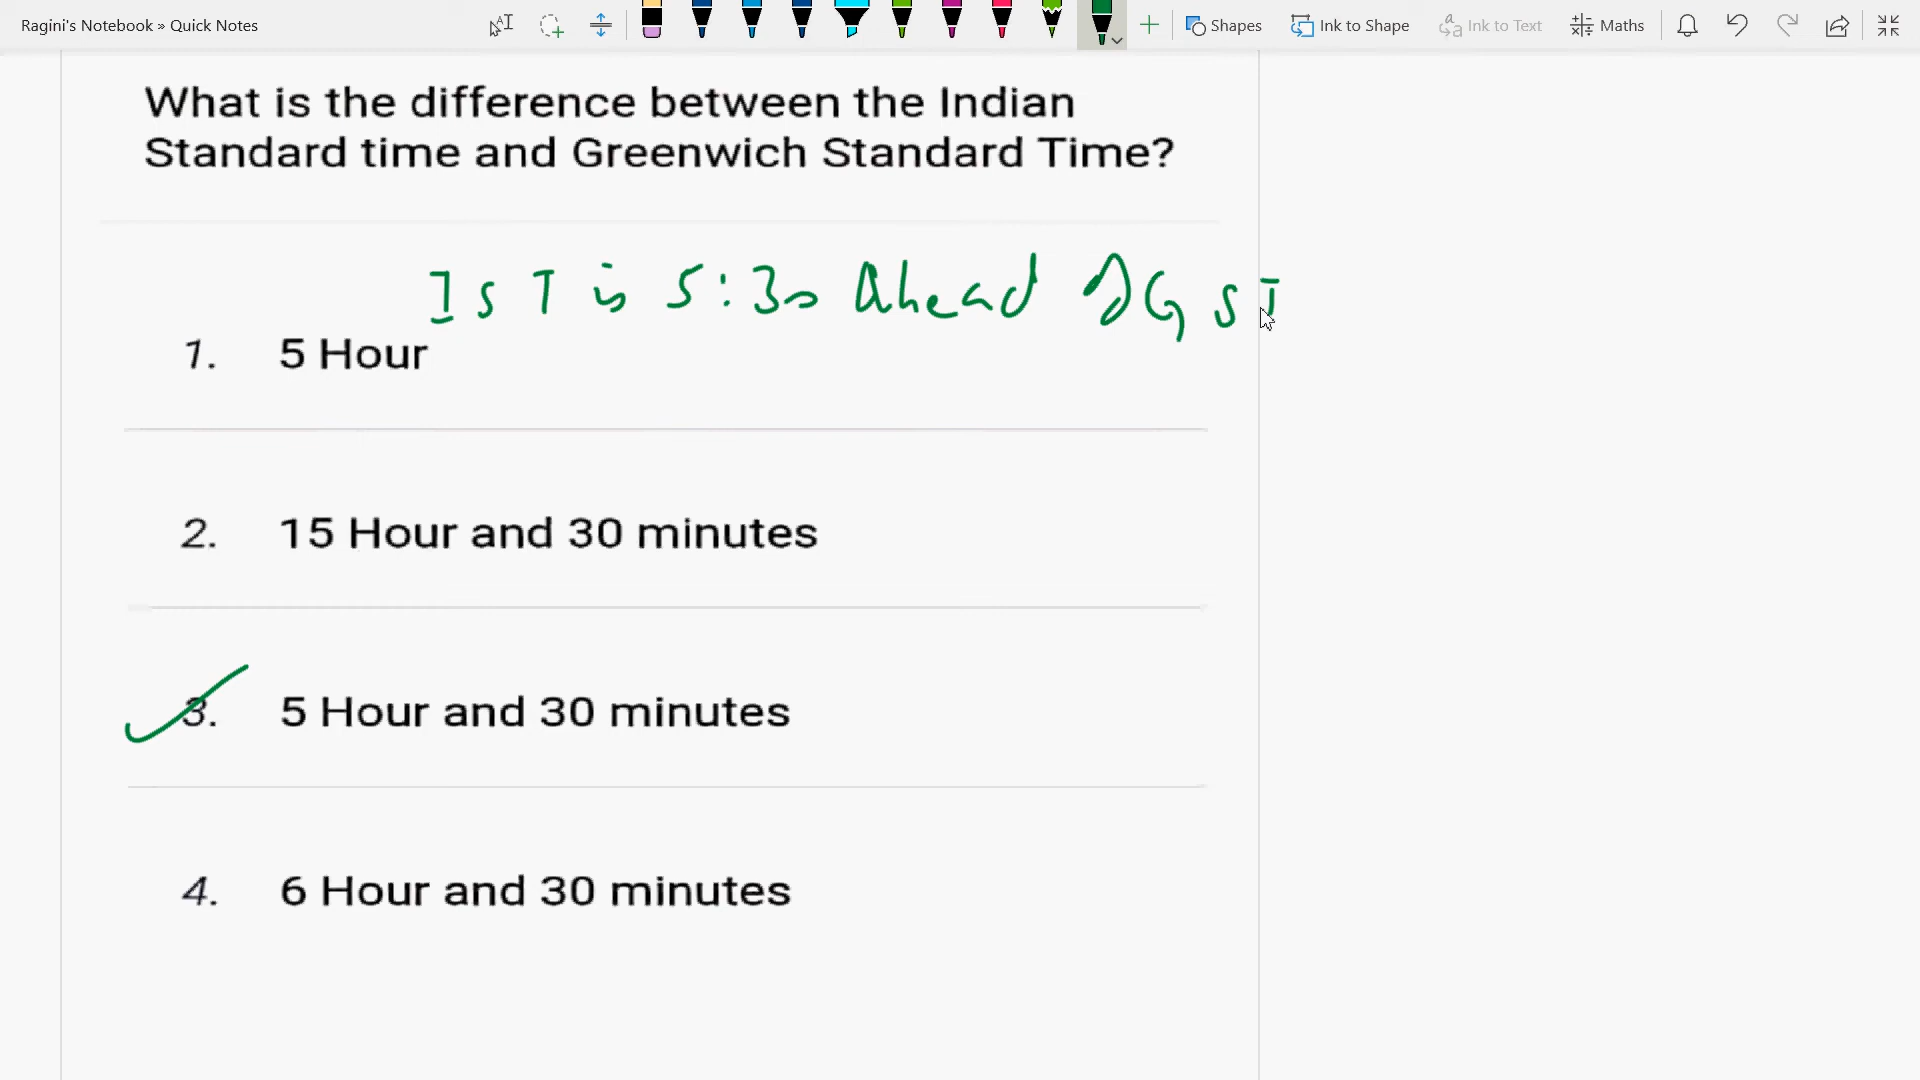 Ragini's Notebook » Quick Notes
Shapes
Ink to Shape
Ink to Text
Maths
What is the difference between the Indian
Standard time and Greenwich Standard Time?
IST is 5:30 Ahead of GST
1. 5 Hour
2. 15 Hour and 30 minutes
3. 5 Hour and 30 minutes
4. 6 Hour and 30 minutes